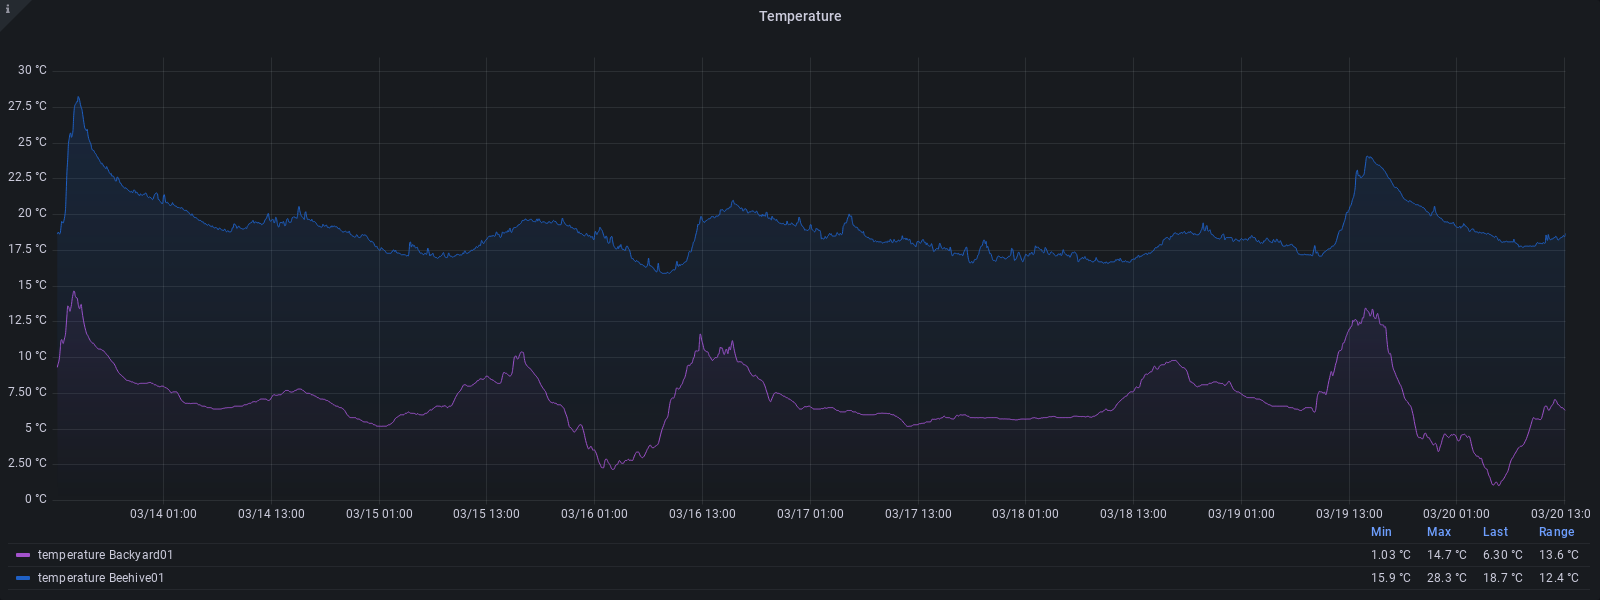 i
Temperature
30 °C
27.5 °C
25 °C
22.5 °C
20 °C
17.5 °C
15 °C
12.5 °C
10 °C
7.50 °C
5 °C
2.50 °C
0 °C
03/14 01:00 03/14 13:00 03/15 01:00 03/15 13:00 03/16 01:00 03/16 13:00 03/17 01:00 03/17 13:00 03/18 01:00 03/18 13:00 03/19 01:00 03/19 13:00 03/20 01:00 03/20 13:0
Min Max Last Range
temperature Backyard01 1.03 °C 14.7 °C 6.30 °C 13.6 °C
temperature Beehive01 15.9 °C 28.3 °C 18.7 °C 12.4 °C